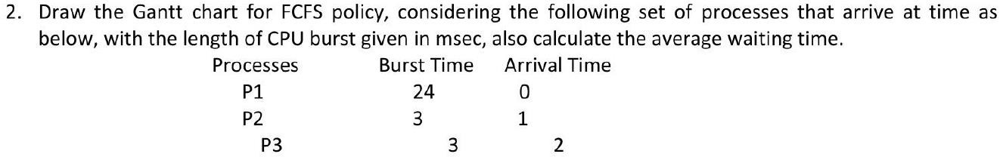 2. Draw the Gantt chart for FCFS policy, considering the following set of processes that arrive at time as
below, with the length of CPU burst given in msec, also calculate the average waiting time.
Processes Burst Time Arrival Time
P1 24 0
P2 3 1
P3 3 2